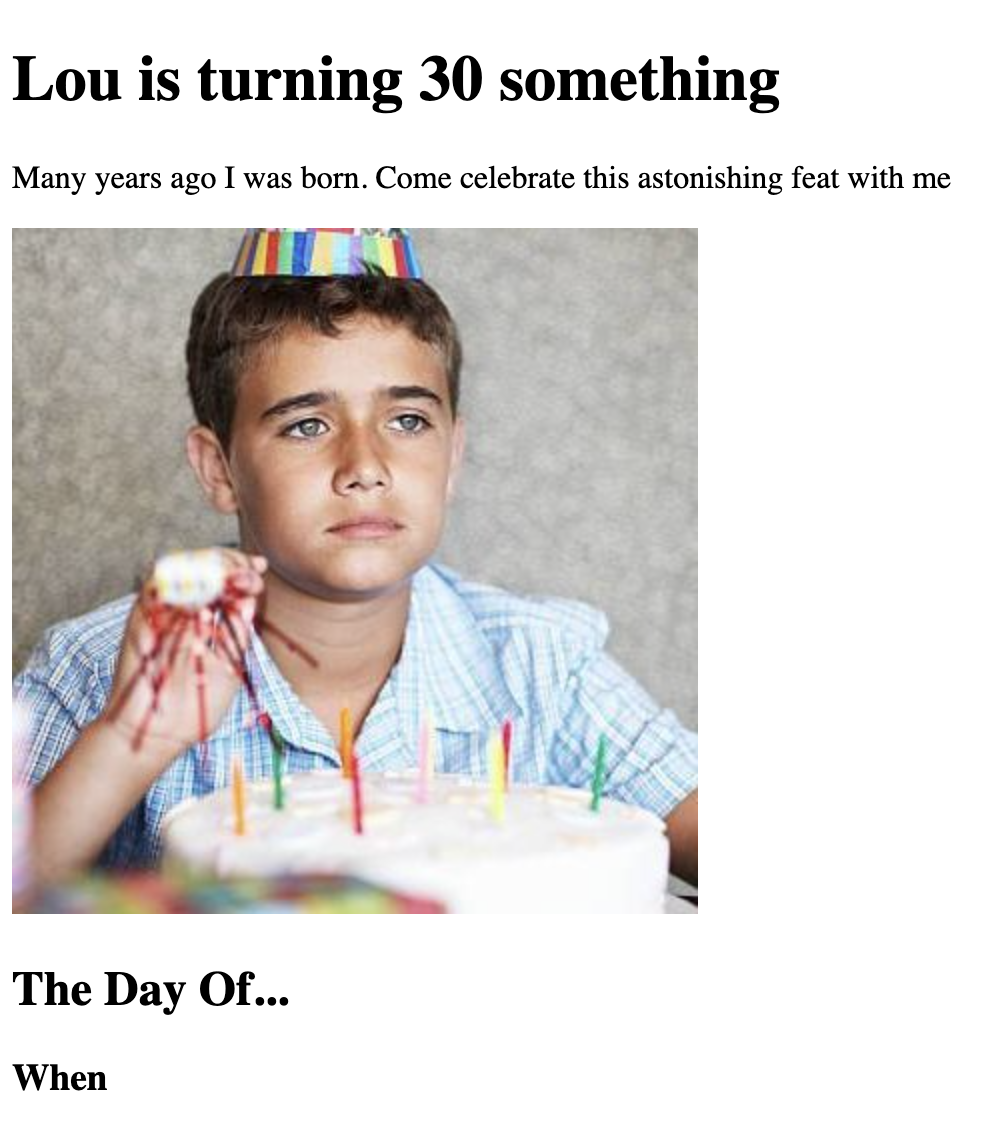 Lou is turning 30 something
Many years ago I was born. Come celebrate this astonishing feat with me
The Day Of...
When